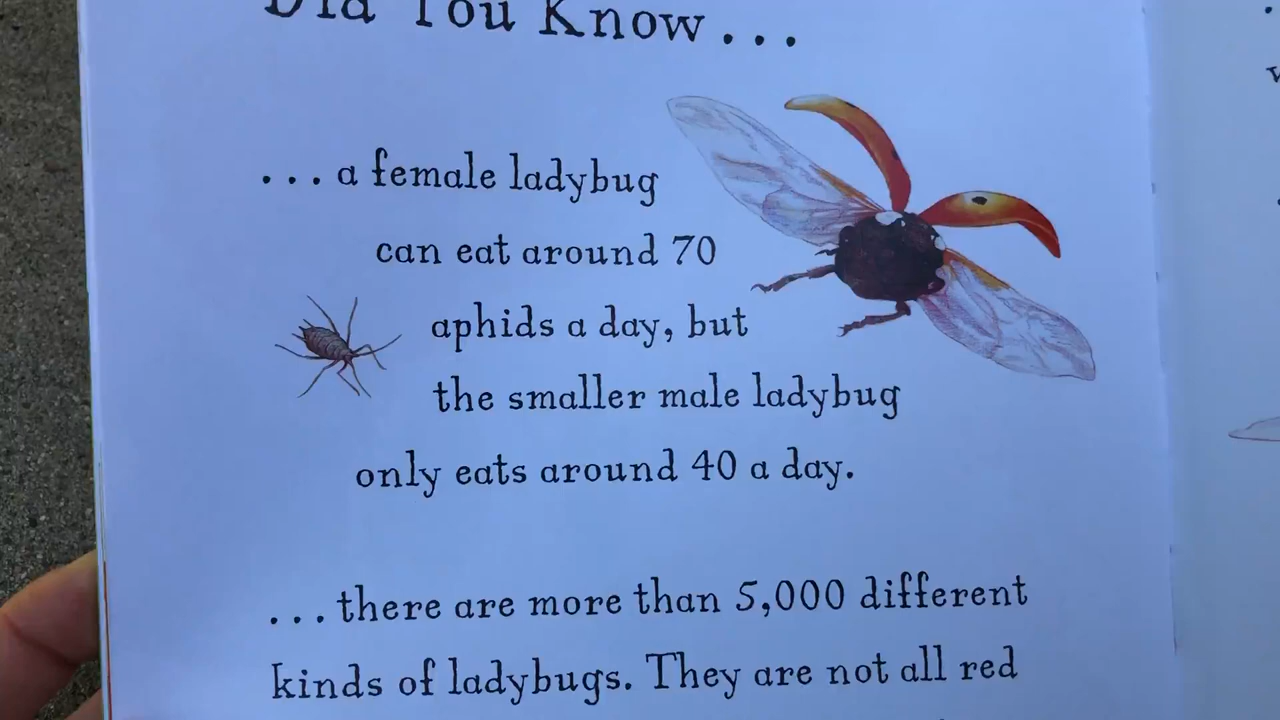 Did You Know...
...a female ladybug
can eat around 70
aphids a day, but
the smaller male ladybug
only eats around 40 a day.
...there are more than 5,000 different
kinds of ladybugs. They are not all red